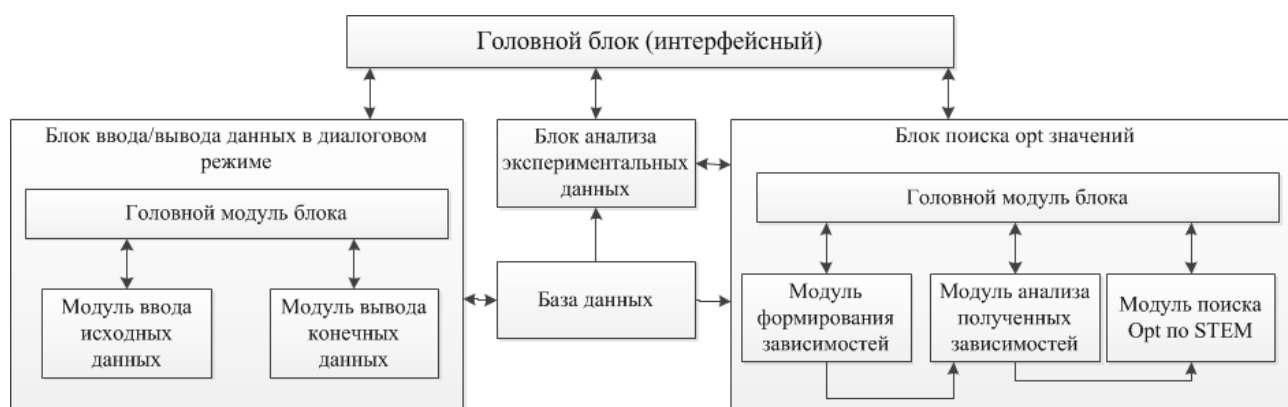 Головной блок (интерфейсный)
Блок ввода/вывода данных в диалоговом
режиме
Головной модуль блока
Модуль ввода
исходных
данных
Модуль вывода
конечных
данных
Блок анализа
экспериментальных
данных
База данных
Блок поиска opt значений
Головной модуль блока
Модуль
формирования
зависимостей
Модуль анализа
полученных
зависимостей
Модуль поиска
Opt по STEM